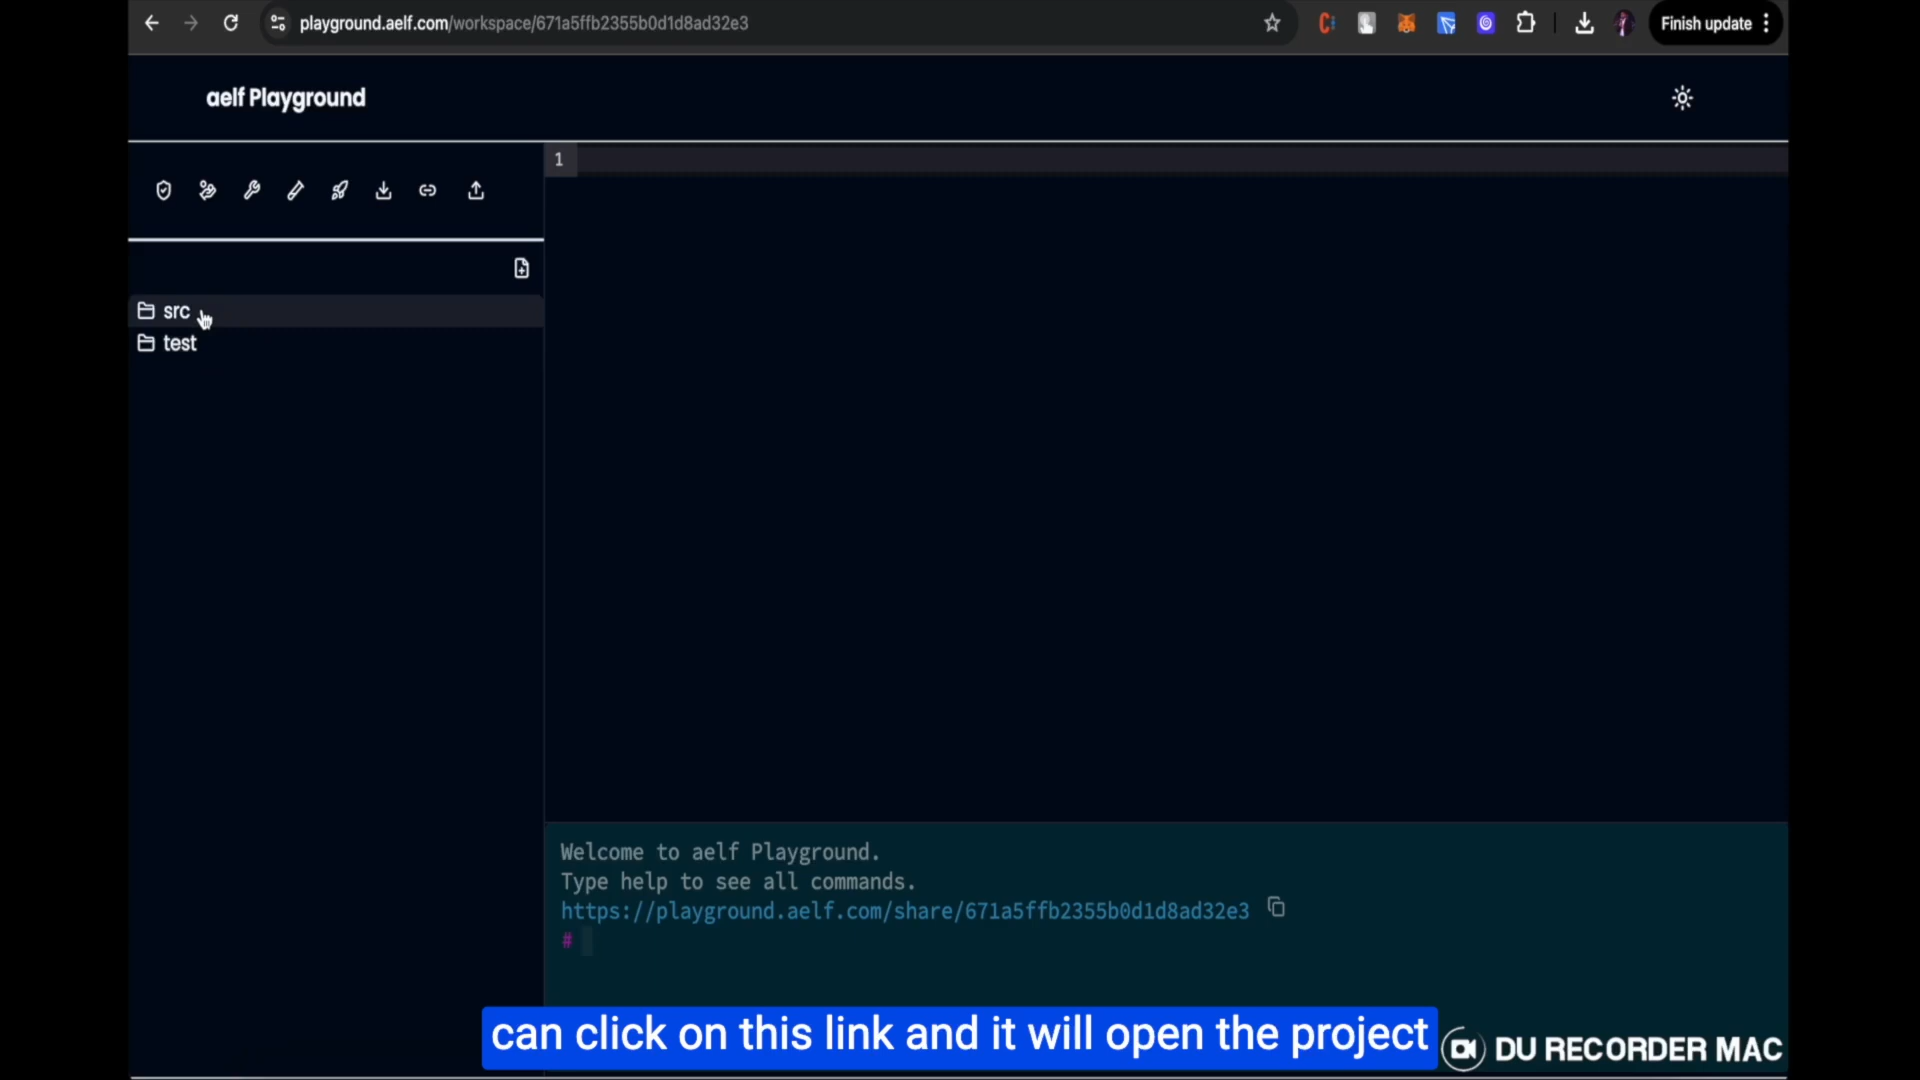 playground.aelf.com/workspace/671a5ffb2355b0d1d8ad32e3
Finish update
aelf Playground
1
src
test
Welcome to aelf Playground.
Type help to see all commands.
https://playground.aelf.com/share/671a5ffb2355b0d1d8ad32e3
#
can click on this link and it will open the project
DU RECORDER MAC